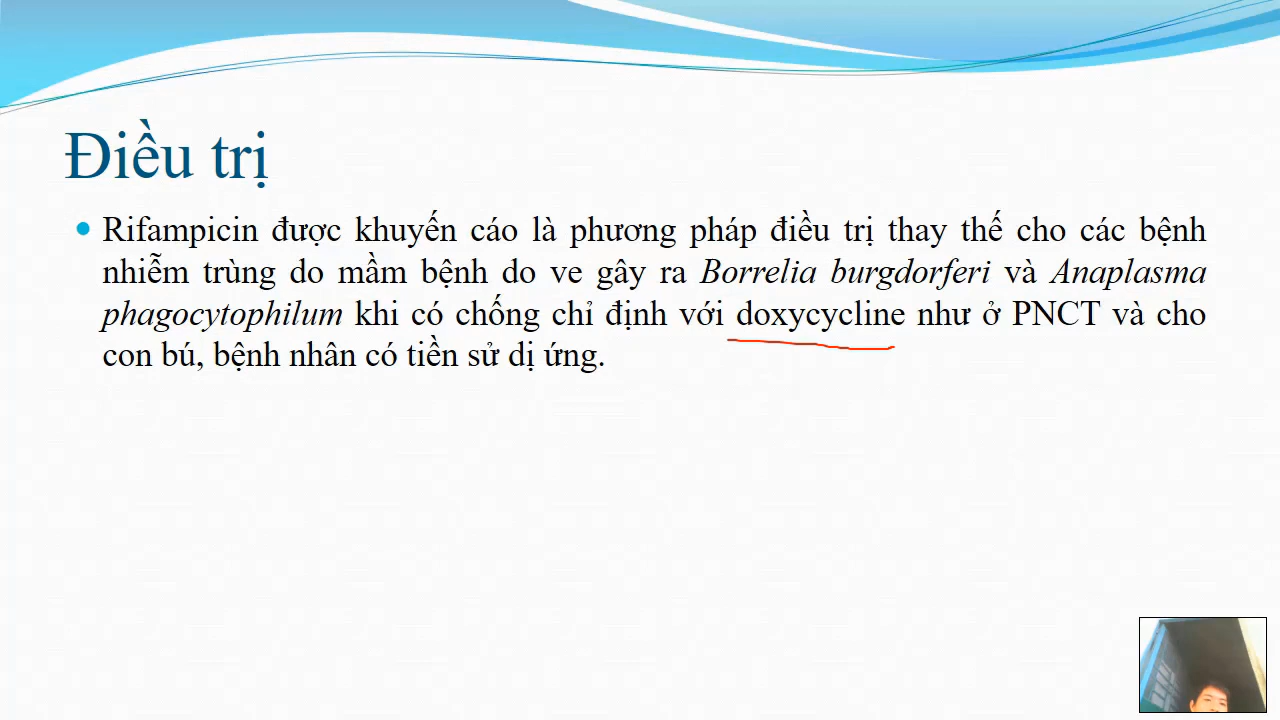 Điều trị
Rifampicin được khuyến cáo là phương pháp điều trị thay thế cho các bệnh
nhiễm trùng do mầm bệnh do ve gây ra Borrelia burgdorferi và Anaplasma
phagocytophilum khi có chống chỉ định với doxycycline như ở PNCT và cho
con bú, bệnh nhân có tiền sử dị ứng.